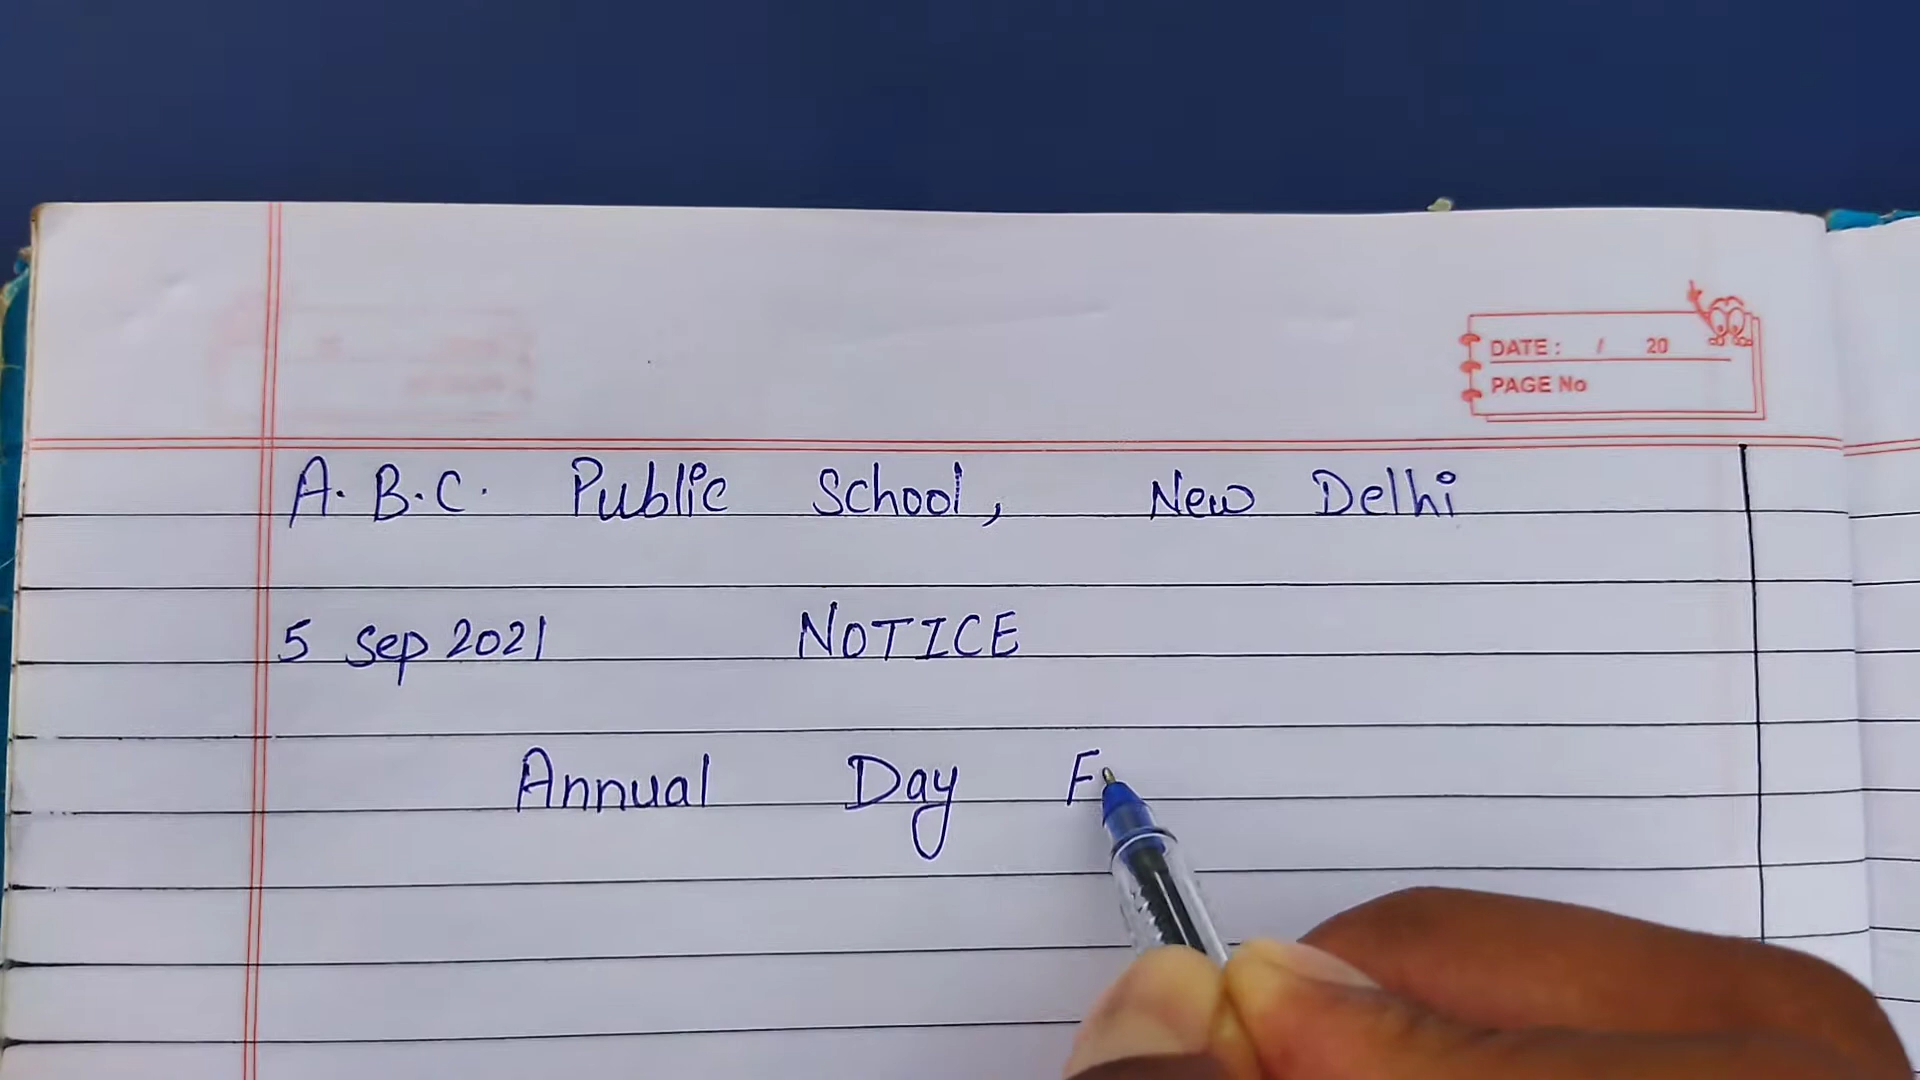 DATE: / 20
PAGE No
A.B.C. Public School, New Delhi
5 Sep 2021 NOTICE
Annual Day F